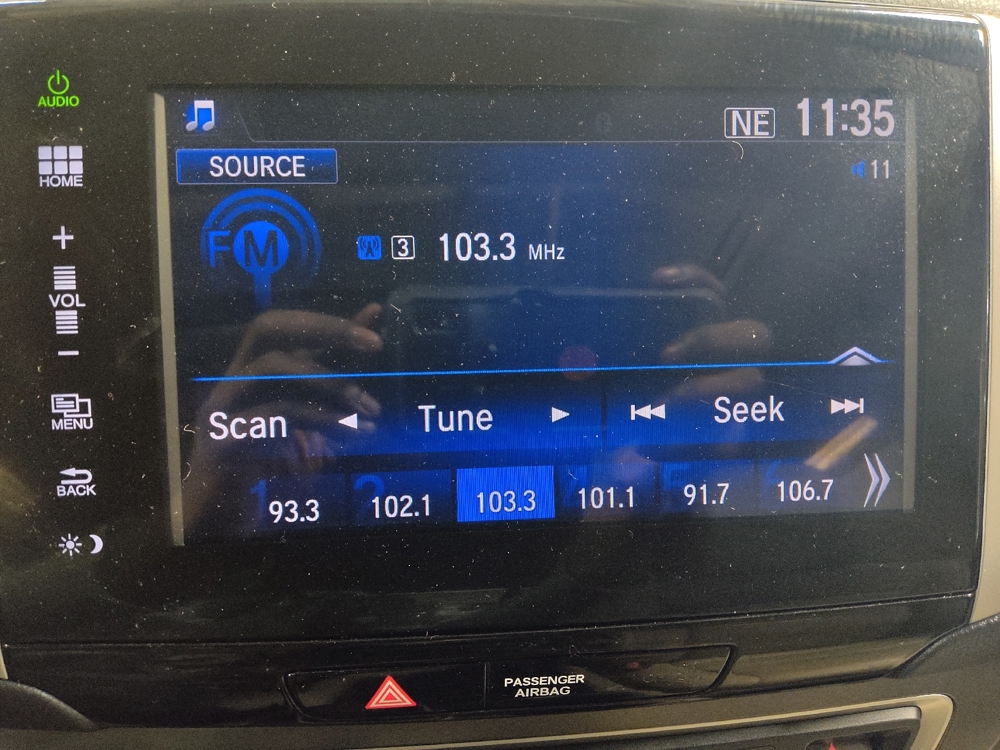 AUDIO
NE 11:35
HOME
SOURCE
11
FM
3 103.3 MHz
VOL
Scan Tune Seek
MENU
93.3 102.1 103.3 101.1 91.7 106.7
BACK
PASSENGER
AIRBAG